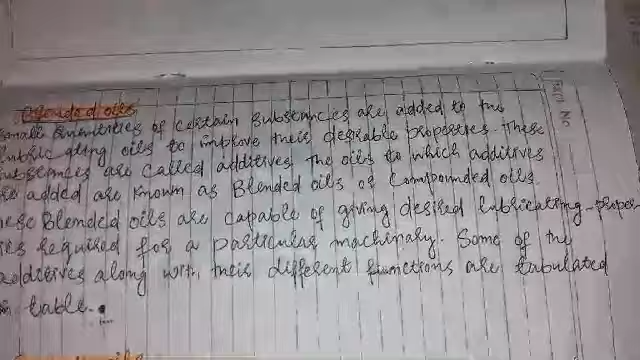 Blended oils
small quantities of certain substances are added to the
lubricating oils to improve their desirable properties. These
substances are called additives the oils to which additives
are added are known as Blended oils or Compounded oils.
These Blended oils are capable of giving desired lubricating proper
ties required for a particular machinary. Some of the
additives along with their different functions are tabulated
in table.